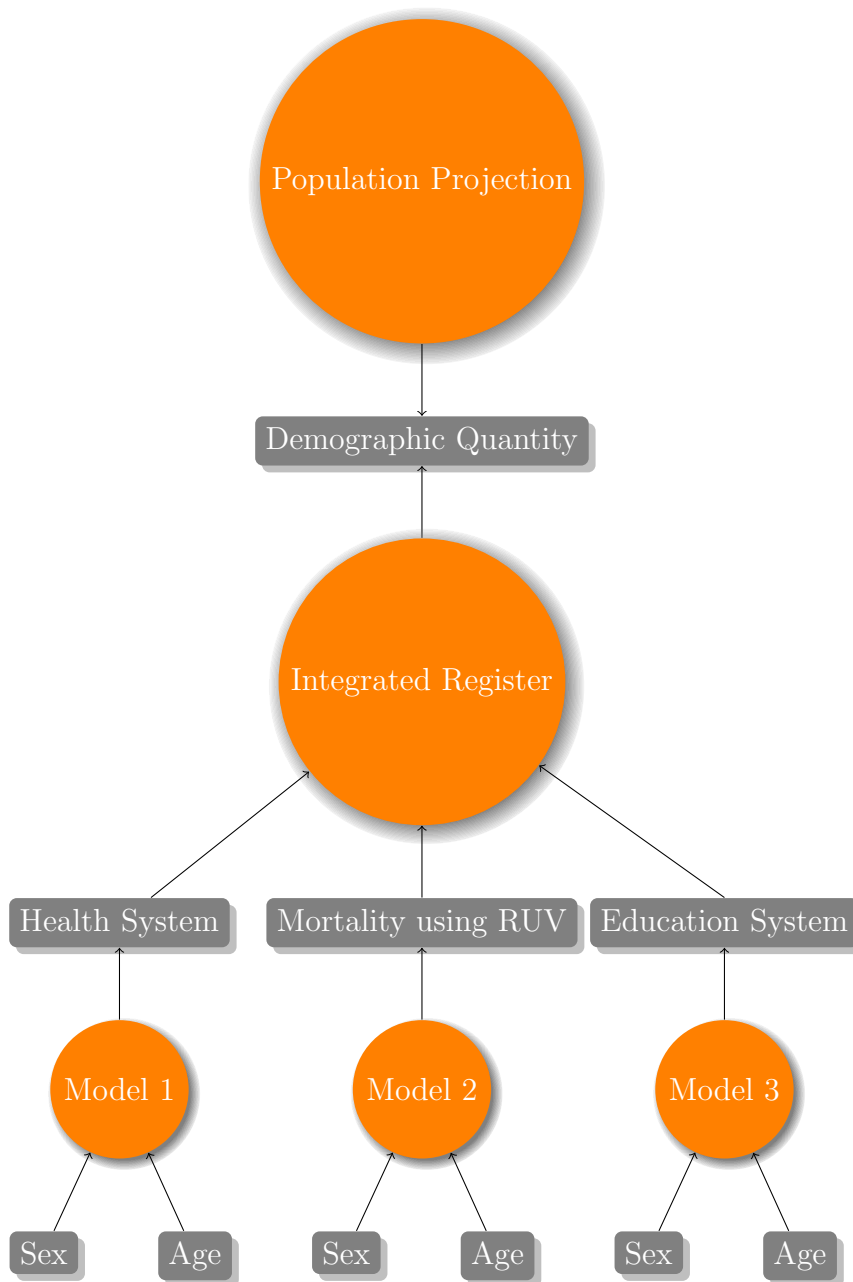 Population Projection
Demographic Quantity
Integrated Register
Health System
Mortality using RUV
Education System
Model 1
Model 2
Model 3
Sex
Age
Sex
Age
Sex
Age